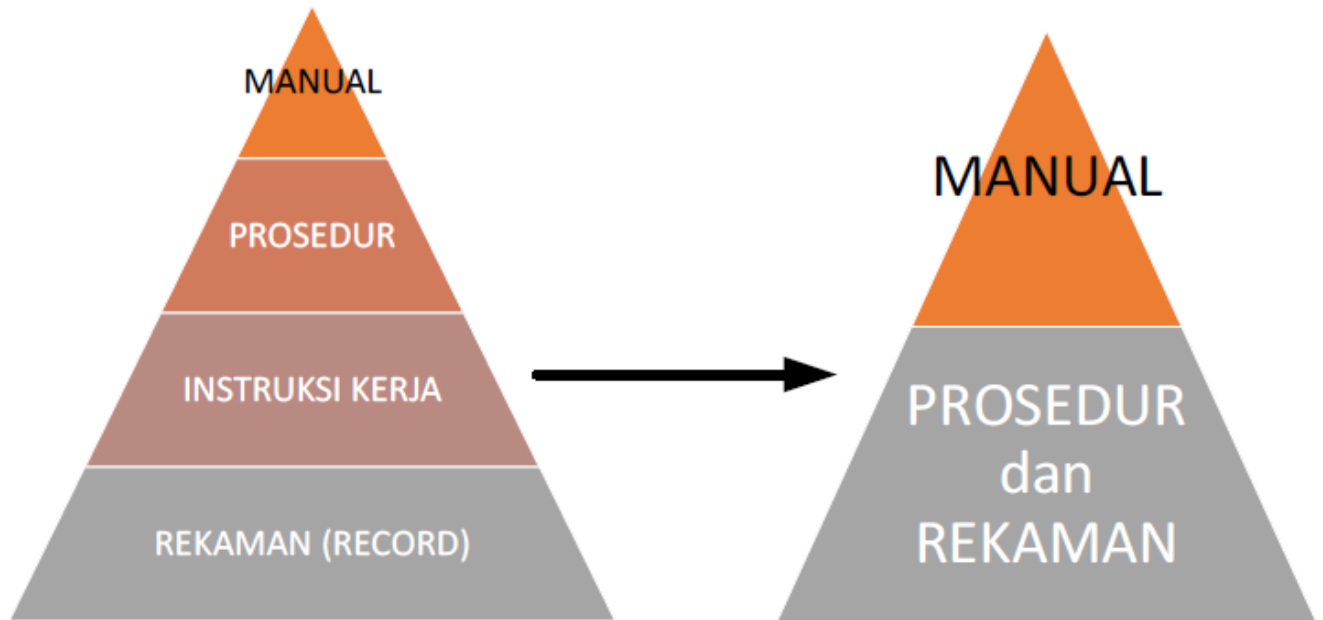 MANUAL
PROSEDUR
INSTRUKSI KERJA
REKAMAN (RECORD)
MANUAL
PROSEDUR
dan
REKAMAN